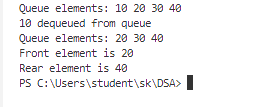 Queue elements: 10 20 30 40
10 dequeued from queue
Queue elements: 20 30 40
Front element is 20
Rear element is 40
PS C:\Users\student\sk\DSA>